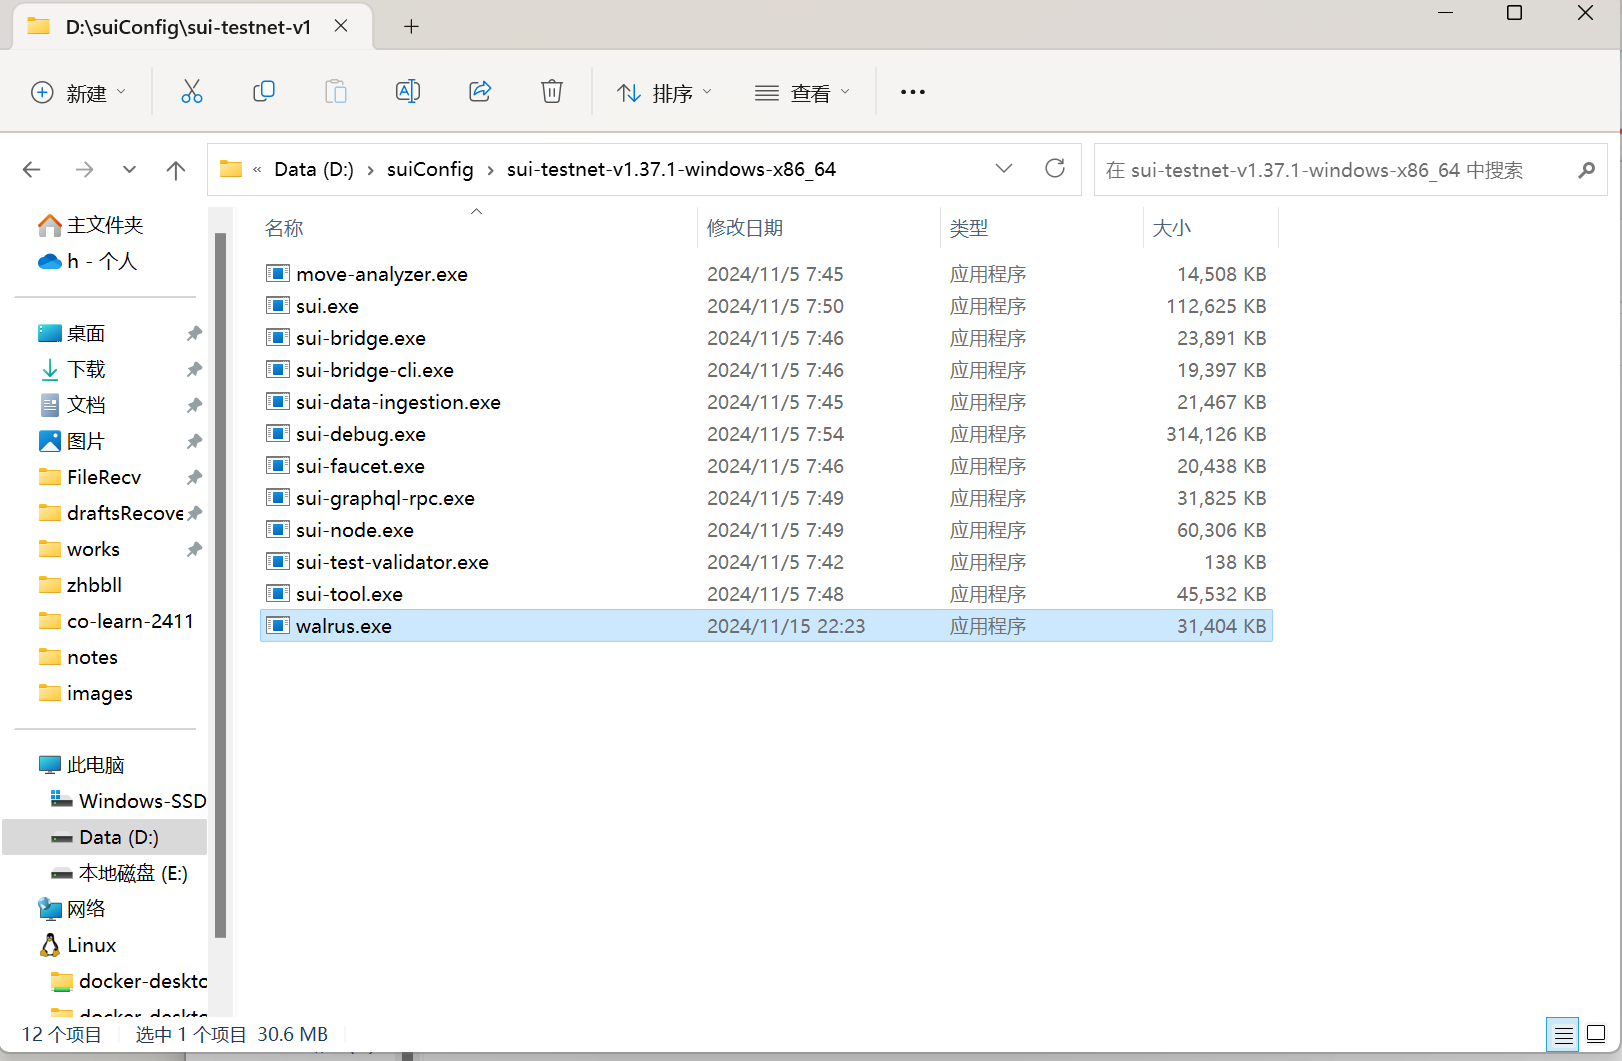 D:\suiConfig\sui-testnet-v1
新建
排序
查看
« Data (D:) › suiConfig › sui-testnet-v1.37.1-windows-x86_64
在 sui-testnet-v1.37.1-windows-x86_64 中搜索
主文件夹
h - 个人
桌面
下载
文档
图片
FileRecv
draftsRecove
works
zhbbll
co-learn-2411
notes
images
此电脑
Windows-SSD
Data (D:)
本地磁盘 (E:)
网络
Linux
docker-deskto
docker-deskto
名称 修改日期 类型 大小
move-analyzer.exe 2024/11/5 7:45 应用程序 14,508 KB
sui.exe 2024/11/5 7:50 应用程序 112,625 KB
sui-bridge.exe 2024/11/5 7:46 应用程序 23,891 KB
sui-bridge-cli.exe 2024/11/5 7:46 应用程序 19,397 KB
sui-data-ingestion.exe 2024/11/5 7:45 应用程序 21,467 KB
sui-debug.exe 2024/11/5 7:54 应用程序 314,126 KB
sui-faucet.exe 2024/11/5 7:46 应用程序 20,438 KB
sui-graphql-rpc.exe 2024/11/5 7:49 应用程序 31,825 KB
sui-node.exe 2024/11/5 7:49 应用程序 60,306 KB
sui-test-validator.exe 2024/11/5 7:42 应用程序 138 KB
sui-tool.exe 2024/11/5 7:48 应用程序 45,532 KB
walrus.exe 2024/11/15 22:23 应用程序 31,404 KB
12 个项目 选中 1 个项目 30.6 MB